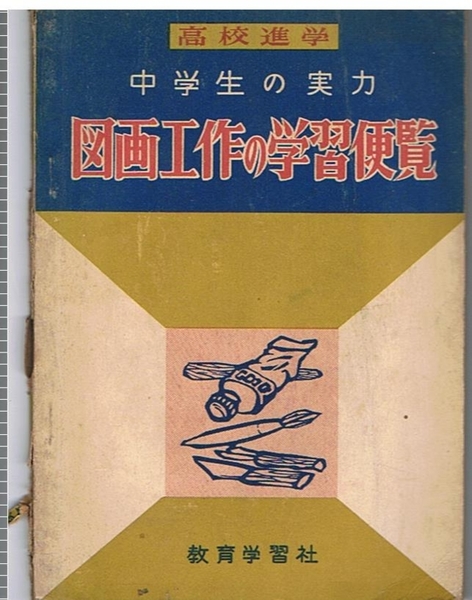 高校進学
中学生の実力
図画工作の学習便覧
教育学習社